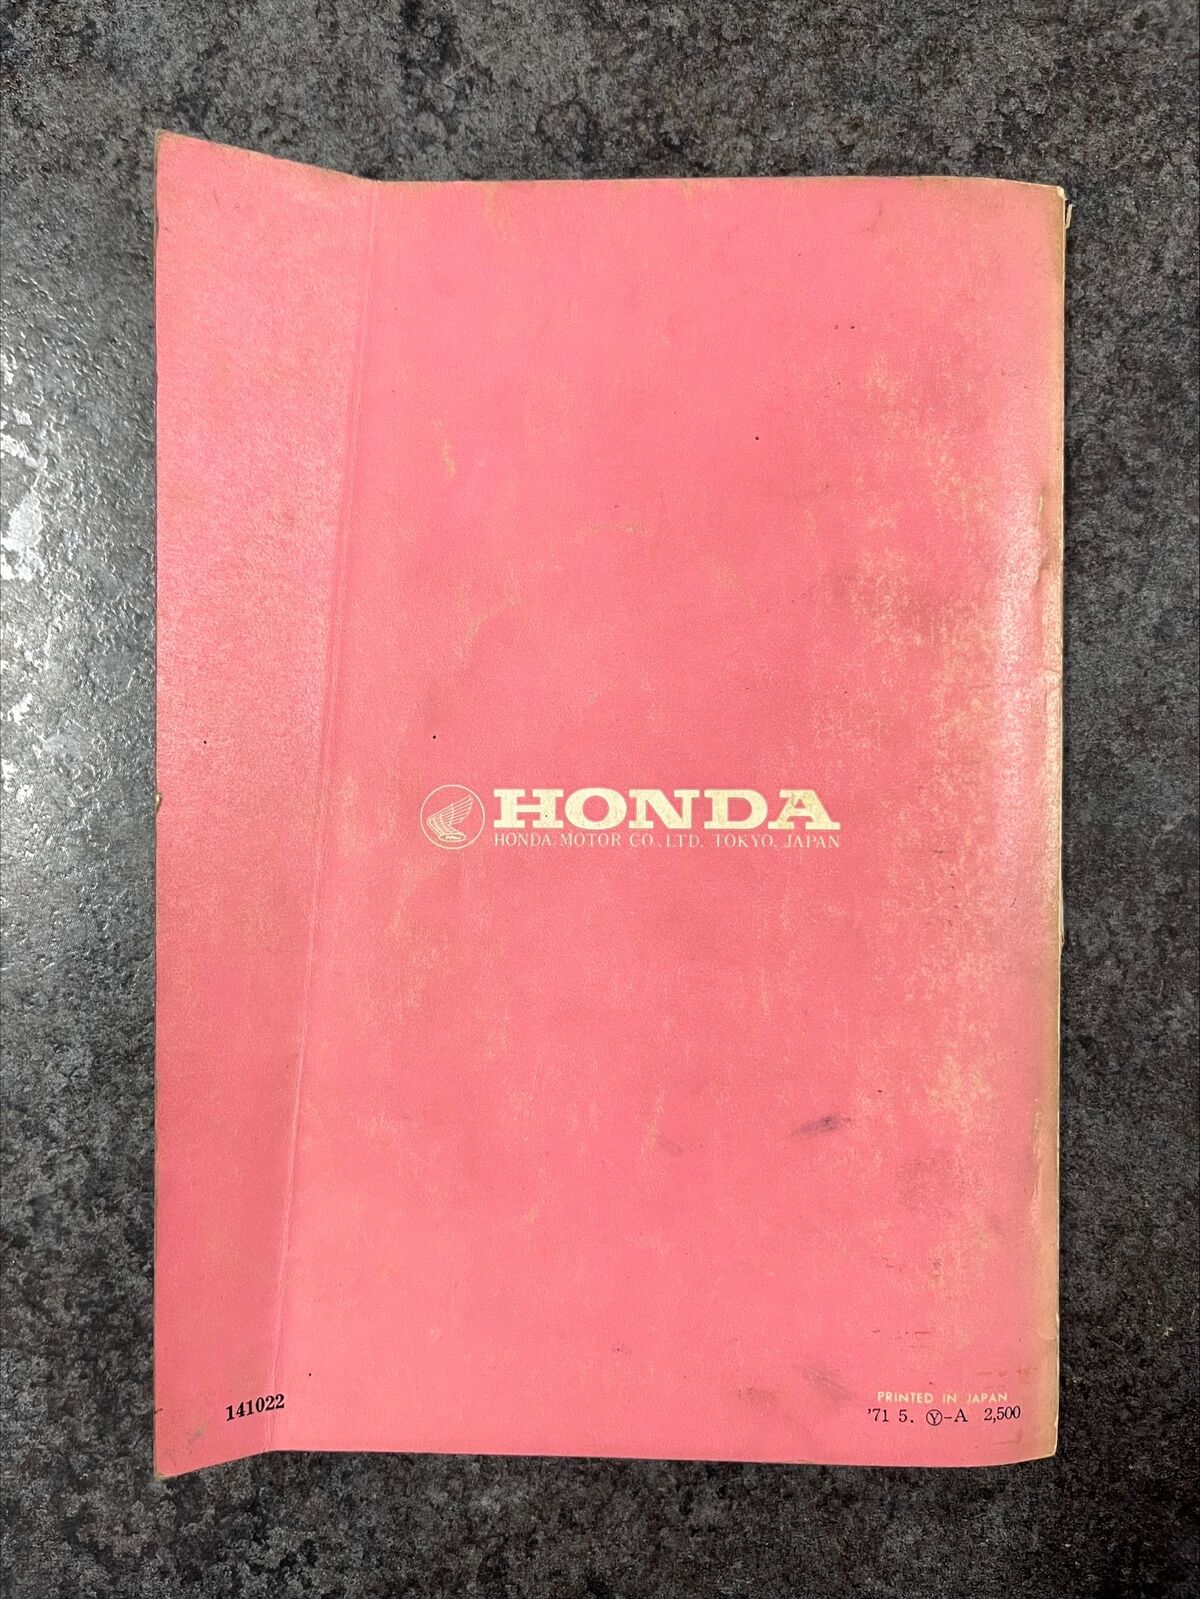 HONDA
HONDA MOTOR CO., LTD. TOKYO, JAPAN
141022
PRINTED IN JAPAN
'71 5. Ⓨ-A 2,500